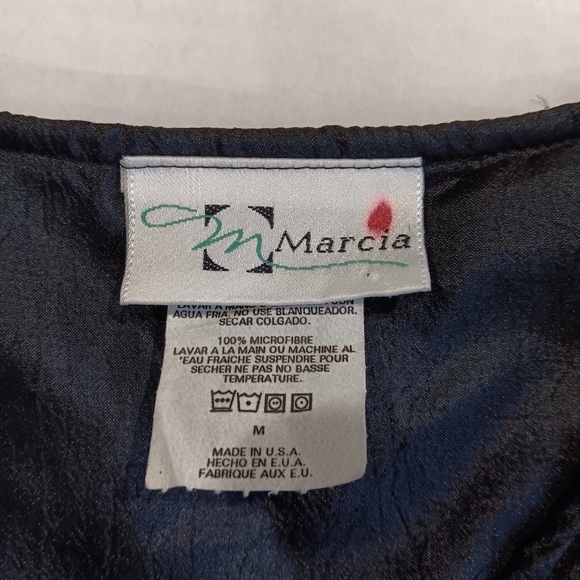 m Marcia
AGUA FRIA. NO USE BLANQUEADOR.
SECAR COLGADO.
100% MICROFIBRE
LAVAR A LA MAIN OU MACHINE AL
'EAU FRAICHE SUSPENDRE POUR
SECHER NE PAS NO BASSE
TEMPERATURE.
M
MADE IN U.S.A.
HECHO EN E.U.A.
FABRIQUE AUX E.U.